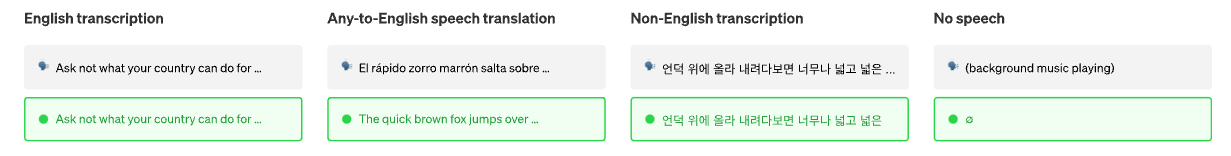 English transcription
Ask not what your country can do for ...
Ask not what your country can do for ...
Any-to-English speech translation
El rápido zorro marrón salta sobre ...
The quick brown fox jumps over ...
Non-English transcription
언덕 위에 올라 내려다보면 너무나 넓고 넓은 ...
언덕 위에 올라 내려다보면 너무나 넓고 넓은
No speech
(background music playing)
∅